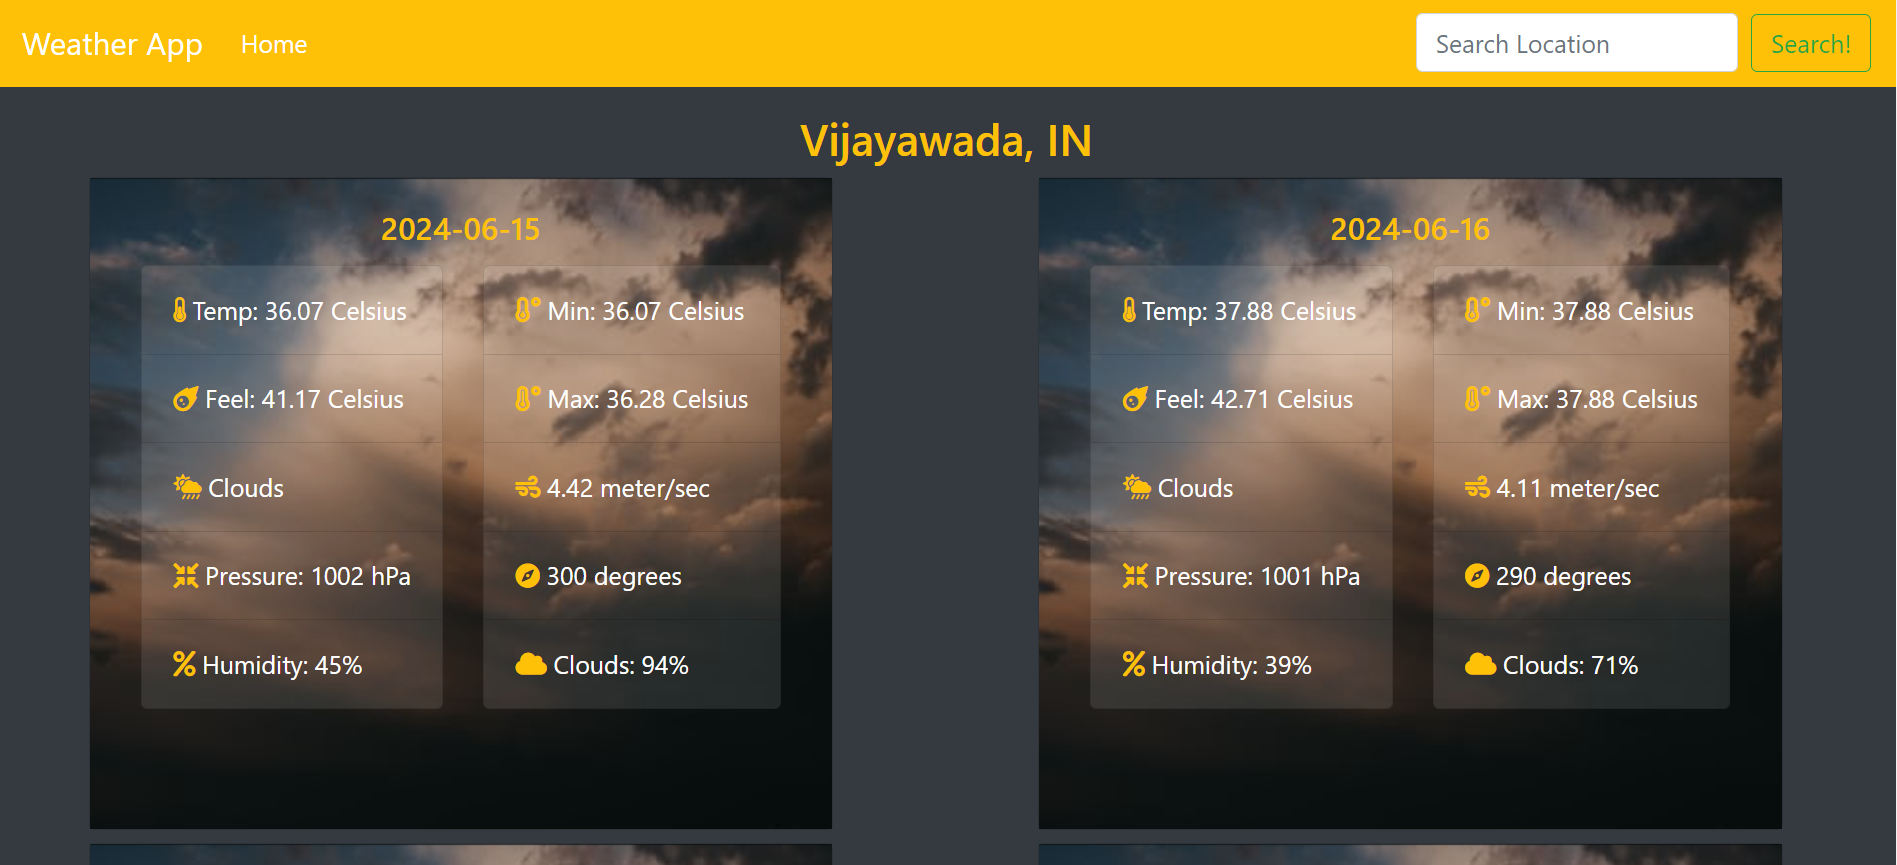 Weather App Home Search Location Search!
Vijayawada, IN
2024-06-15
Temp: 36.07 Celsius
Feel: 41.17 Celsius
Clouds
Pressure: 1002 hPa
Humidity: 45%
Min: 36.07 Celsius
Max: 36.28 Celsius
4.42 meter/sec
300 degrees
Clouds: 94%
2024-06-16
Temp: 37.88 Celsius
Feel: 42.71 Celsius
Clouds
Pressure: 1001 hPa
Humidity: 39%
Min: 37.88 Celsius
Max: 37.88 Celsius
4.11 meter/sec
290 degrees
Clouds: 71%